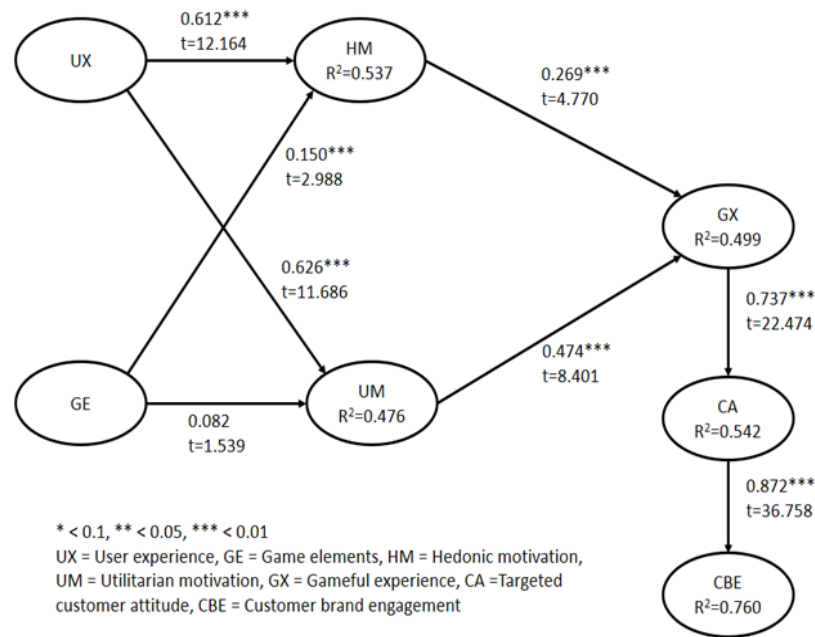 0.612***
t=12.164
UX
HM
R²=0.537
0.269***
t=4.770
0.150***
t=2.988
GX
R²=0.499
0.626***
t=11.686
0.737***
t=22.474
0.474***
t=8.401
GE
UM
R²=0.476
0.082
t=1.539
CA
R²=0.542
0.872***
t=36.758
* < 0.1, ** < 0.05, *** < 0.01
UX = User experience, GE = Game elements, HM = Hedonic motivation,
UM = Utilitarian motivation, GX = Gameful experience, CA =Targeted
customer attitude, CBE = Customer brand engagement
CBE
R²=0.760